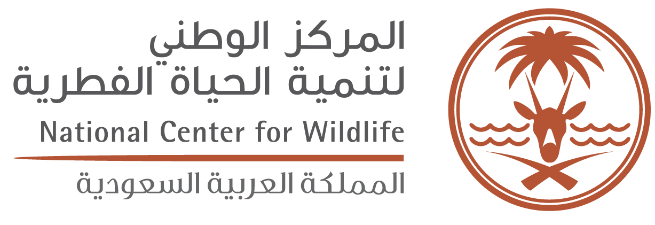 المركز الوطني
لتنمية الحياة الفطرية
National Center for Wildlife
المملكة العربية السعودية